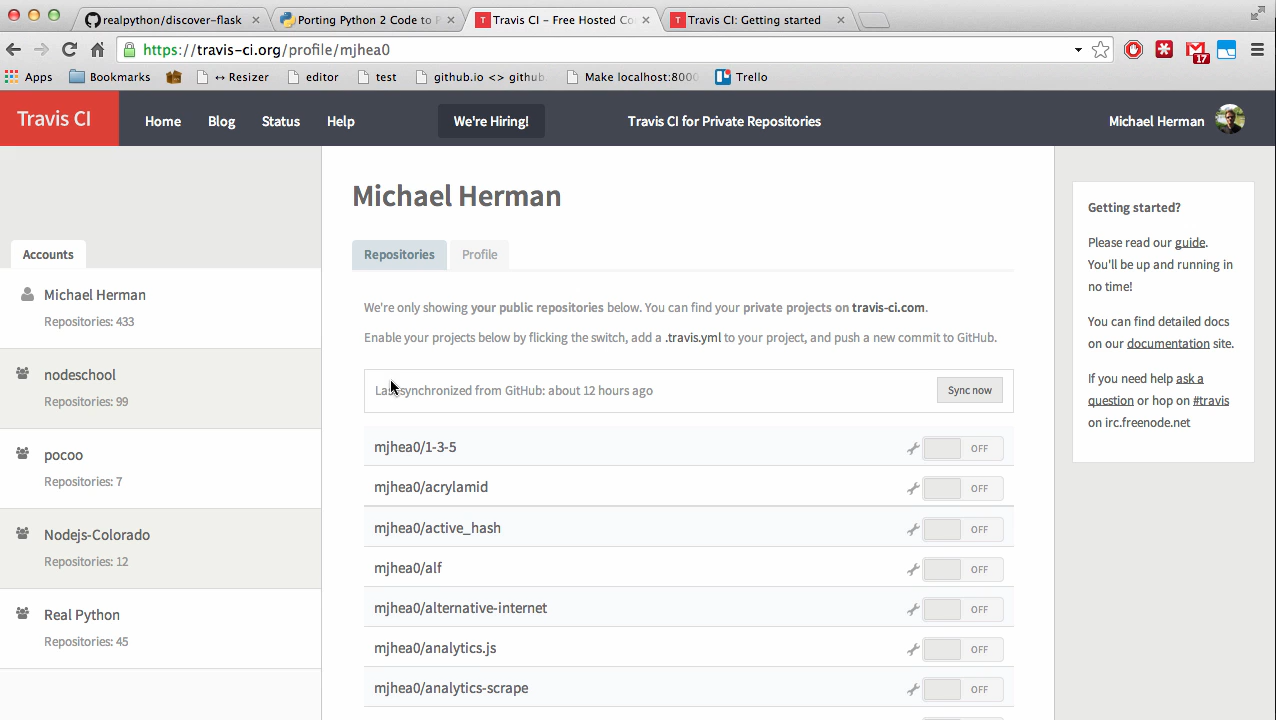 realpython/discover-flask
Porting Python 2 Code to P
Travis CI - Free Hosted Co
Travis CI: Getting started
https://travis-ci.org/profile/mjhea0
17
Apps
Bookmarks
↔ Resizer
editor
test
github.io <> github
Make localhost:8000
Trello
Travis CI
Home
Blog
Status
Help
We're Hiring!
Travis CI for Private Repositories
Michael Herman
Accounts
Michael Herman
Repositories: 433
nodeschool
Repositories: 99
pocoo
Repositories: 7
Nodejs-Colorado
Repositories: 12
Real Python
Repositories: 45
Michael Herman
Repositories
Profile
We're only showing your public repositories below. You can find your private projects on travis-ci.com.
Enable your projects below by flicking the switch, add a .travis.yml to your project, and push a new commit to GitHub.
Last synchronized from GitHub: about 12 hours ago
Sync now
mjhea0/1-3-5
OFF
mjhea0/acrylamid
OFF
mjhea0/active_hash
OFF
mjhea0/alf
OFF
mjhea0/alternative-internet
OFF
mjhea0/analytics.js
OFF
mjhea0/analytics-scrape
OFF
Getting started?
Please read our guide.
You'll be up and running in
no time!
You can find detailed docs
on our documentation site.
If you need help ask a
question or hop on #travis
on irc.freenode.net